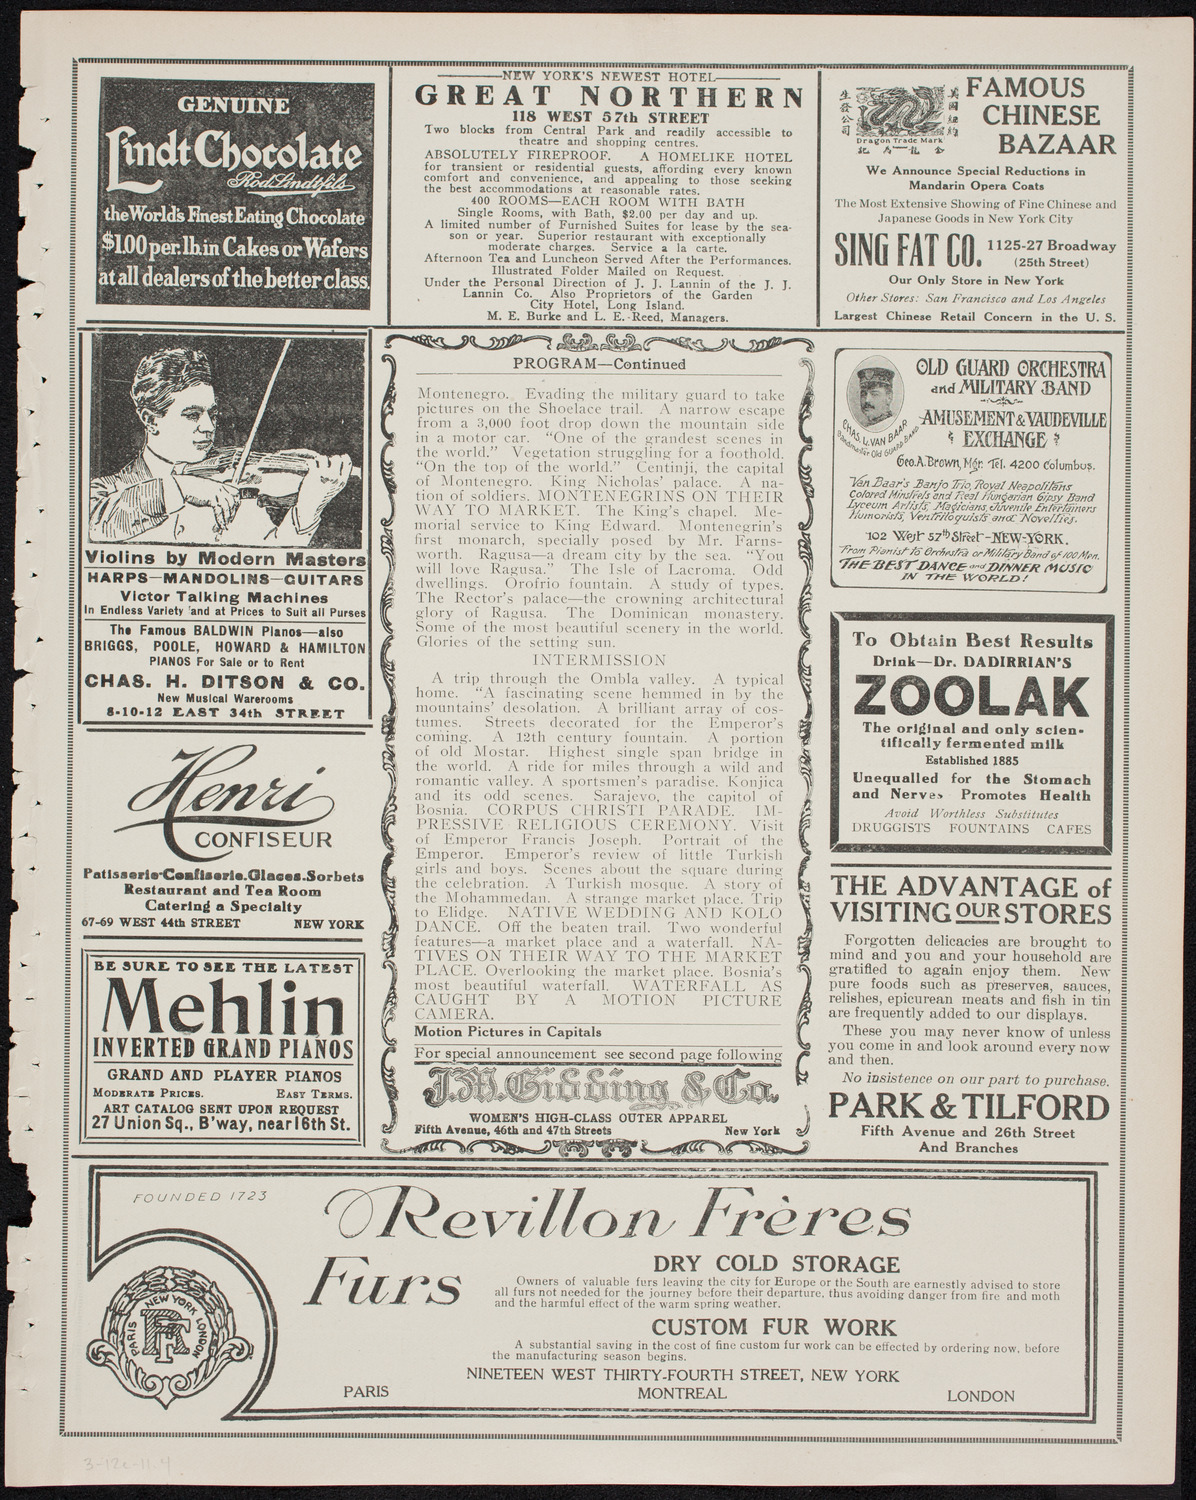 GENUINE
Lindt Chocolate
Rod. Lindt fils
the World's Finest Eating Chocolate
$1.00 per. lb. in Cakes or Wafers
at all dealers of the better class.
NEW YORK'S NEWEST HOTEL
GREAT NORTHERN
118 WEST 57th STREET
Two blocks from Central Park and readily accessible to
theatre and shopping centres.
ABSOLUTELY FIREPROOF. A HOMELIKE HOTEL
for transient or residential guests, affording every known
comfort and convenience, and appealing to those seeking
the best accommodations at reasonable rates.
400 ROOMS—EACH ROOM WITH BATH
Single Rooms, with Bath, $2.00 per day and up.
A limited number of Furnished Suites for lease by the sea-
son or year. Superior restaurant with exceptionally
moderate charges. Service a la carte.
Afternoon Tea and Luncheon Served After the Performances.
Illustrated Folder Mailed on Request.
Under the Personal Direction of J. J. Lannin of the J. J.
Lannin Co. Also Proprietors of the Garden
City Hotel, Long Island.
M. E. Burke and L. E. Reed, Managers.
生發公司
Dragon Trade Mark
FAMOUS
CHINESE
BAZAAR
We Announce Special Reductions in
Mandarin Opera Coats
The Most Extensive Showing of Fine Chinese and
Japanese Goods in New York City
SING FAT CO. 1125-27 Broadway
(25th Street)
Our Only Store in New York
Other Stores: San Francisco and Los Angeles
Largest Chinese Retail Concern in the U. S.
Violins by Modern Masters
HARPS—MANDOLINS—GUITARS
Victor Talking Machines
In Endless Variety and at Prices to Suit all Purses
The Famous BALDWIN Pianos—also
BRIGGS, POOLE, HOWARD & HAMILTON
PIANOS For Sale or to Rent
CHAS. H. DITSON & CO.
New Musical Warerooms
8-10-12 EAST 34th STREET
Henri
CONFISEUR
Patisserie-Confiserie.Glaces.Sorbets
Restaurant and Tea Room
Catering a Specialty
67-69 WEST 44th STREET NEW YORK
BE SURE TO SEE THE LATEST
Mehlin
INVERTED GRAND PIANOS
GRAND AND PLAYER PIANOS
MODERATE PRICES. EASY TERMS.
ART CATALOG SENT UPON REQUEST
27 Union Sq., B'way, near 16th St.
PROGRAM—Continued
Montenegro. Evading the military guard to take
pictures on the Shoelace trail. A narrow escape
from a 3,000 foot drop down the mountain side
in a motor car. "One of the grandest scenes in
the world." Vegetation struggling for a foothold.
"On the top of the world." Centinji, the capital
of Montenegro. King Nicholas' palace. A na-
tion of soldiers. MONTENEGRINS ON THEIR
WAY TO MARKET. The King's chapel. Me-
morial service to King Edward. Montenegrin's
first monarch, specially posed by Mr. Farns-
worth. Ragusa—a dream city by the sea. "You
will love Ragusa." The Isle of Lacroma. Odd
dwellings. Orofrio fountain. A study of types.
The Rector's palace—the crowning architectural
glory of Ragusa. The Dominican monastery.
Some of the most beautiful scenery in the world.
Glories of the setting sun.
INTERMISSION
A trip through the Ombla valley. A typical
home. "A fascinating scene hemmed in by the
mountains' desolation. A brilliant array of cos-
tumes. Streets decorated for the Emperor's
coming. A 12th century fountain. A portion
of old Mostar. Highest single span bridge in
the world. A ride for miles through a wild and
romantic valley. A sportsmen's paradise. Konjica
and its odd scenes. Sarajevo, the capitol of
Bosnia. CORPUS CHRISTI PARADE. IM-
PRESSIVE RELIGIOUS CEREMONY. Visit
of Emperor Francis Joseph. Portrait of the
Emperor. Emperor's review of little Turkish
girls and boys. Scenes about the square during
the celebration. A Turkish mosque. A story of
the Mohammedan. A strange market place. Trip
to Elidge. NATIVE WEDDING AND KOLO
DANCE. Off the beaten trail. Two wonderful
features—a market place and a waterfall. NA-
TIVES ON THEIR WAY TO THE MARKET
PLACE. Overlooking the market place. Bosnia's
most beautiful waterfall. WATERFALL AS
CAUGHT BY A MOTION PICTURE
CAMERA.
Motion Pictures in Capitals
For special announcement see second page following
J.M. Gidding & Co.
WOMEN'S HIGH-CLASS OUTER APPAREL
Fifth Avenue, 46th and 47th Streets New York
OLD GUARD ORCHESTRA
and MILITARY BAND
AMUSEMENT & VAUDEVILLE
EXCHANGE
CHAS. L. VAN BAAR
Bandmaster Old Guard Band
Geo. A. Brown, Mgr. Tel. 4200 Columbus.
Van Baar's Banjo Trio, Royal Neapolitans
Colored Minstrels and Real Hungarian Gipsy Band
Lyceum Artists, Magicians, Juvenile Entertainers
Humorists, Ventriloquists and Novelties.
102 West 57th Street-NEW-YORK.
From Pianist to Orchestra or Military Band of 100 Men.
THE BEST DANCE and DINNER MUSIC
IN THE WORLD!
To Obtain Best Results
Drink—Dr. DADIRRIAN'S
ZOOLAK
The original and only scien-
tifically fermented milk
Established 1885
Unequalled for the Stomach
and Nerves Promotes Health
Avoid Worthless Substitutes
DRUGGISTS FOUNTAINS CAFES
THE ADVANTAGE of
VISITING OUR STORES
Forgotten delicacies are brought to
mind and you and your household are
gratified to again enjoy them. New
pure foods such as preserves, sauces,
relishes, epicurean meats and fish in tin
are frequently added to our displays.
These you may never know of unless
you come in and look around every now
and then.
No insistence on our part to purchase.
PARK & TILFORD
Fifth Avenue and 26th Street
And Branches
FOUNDED 1723
Revillon Frères
Furs
NEW YORK
PARIS
LONDON
RF
DRY COLD STORAGE
Owners of valuable furs leaving the city for Europe or the South are earnestly advised to store
all furs not needed for the journey before their departure, thus avoiding danger from fire and moth
and the harmful effect of the warm spring weather.
CUSTOM FUR WORK
A substantial saving in the cost of fine custom fur work can be effected by ordering now, before
the manufacturing season begins.
NINETEEN WEST THIRTY-FOURTH STREET, NEW YORK
PARIS MONTREAL LONDON
3-12c-11.4